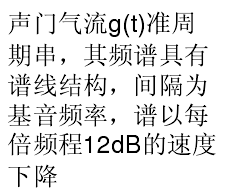 声门气流g(t)准周
期串，其频谱具有
谱线结构，间隔为
基音频率，谱以每
倍频程12dB的速度
下降